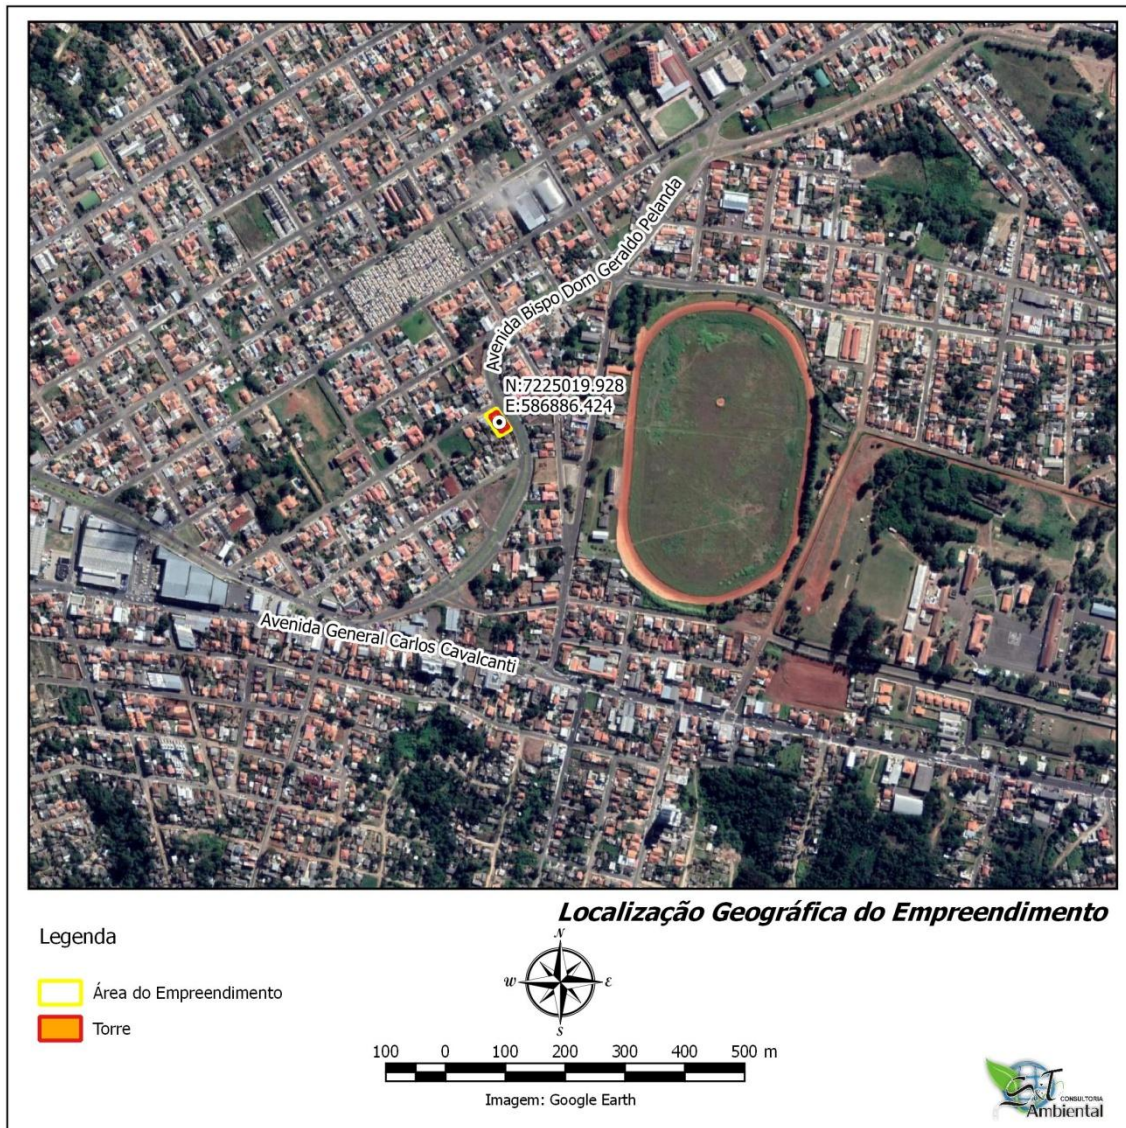 Avenida Bispo Dom Geraldo Pelanda
N:7225019.928
E:586886.424
Avenida General Carlos Cavalcanti
Localização Geográfica do Empreendimento
Legenda
Área do Empreendimento
Torre
N
W
E
S
100 0 100 200 300 400 500 m
Imagem: Google Earth
CONSULTORIA
Ambiental